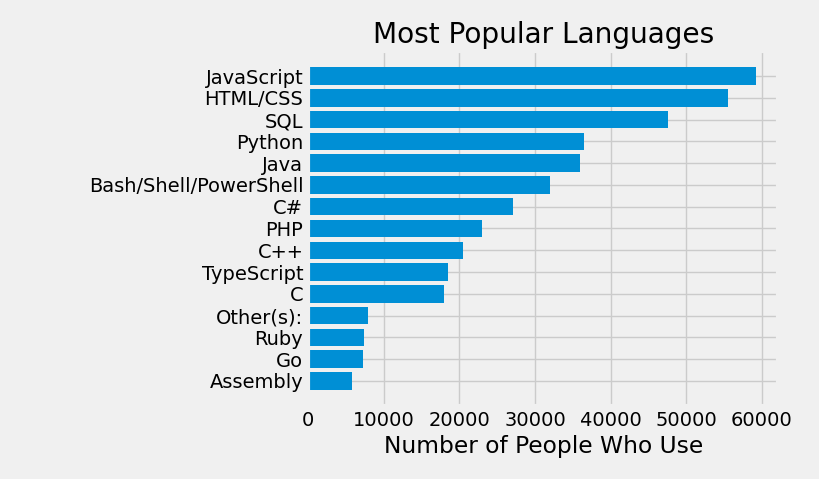 Most Popular Languages
JavaScript
HTML/CSS
SQL
Python
Java
Bash/Shell/PowerShell
C#
PHP
C++
TypeScript
C
Other(s):
Ruby
Go
Assembly
0 10000 20000 30000 40000 50000 60000
Number of People Who Use